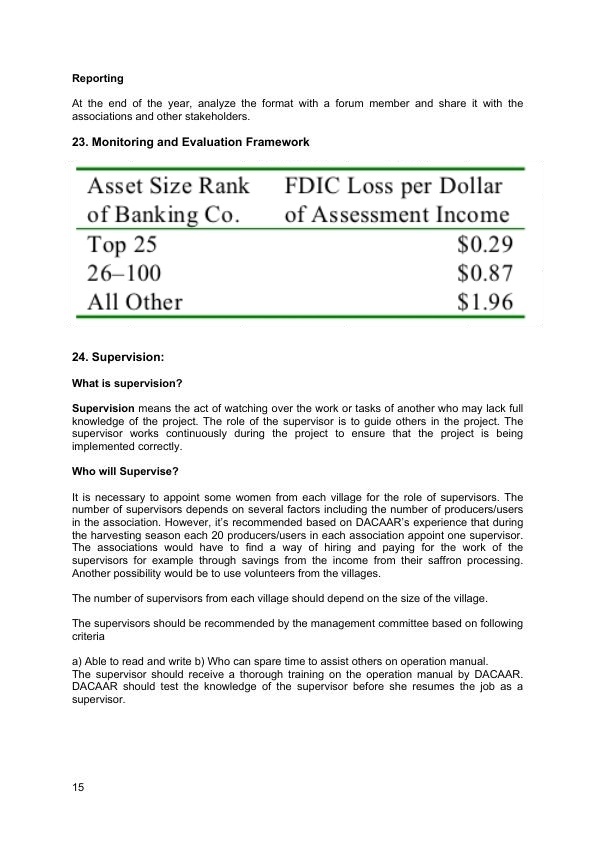 Reporting
At the end of the year, analyze the format with a forum member and share it with the
associations and other stakeholders.
23. Monitoring and Evaluation Framework
Asset Size Rank FDIC Loss per Dollar
of Banking Co. of Assessment Income
Top 25 $0.29
26–100 $0.87
All Other $1.96
24. Supervision:
What is supervision?
Supervision means the act of watching over the work or tasks of another who may lack full
knowledge of the project. The role of the supervisor is to guide others in the project. The
supervisor works continuously during the project to ensure that the project is being
implemented correctly.
Who will Supervise?
It is necessary to appoint some women from each village for the role of supervisors. The
number of supervisors depends on several factors including the number of producers/users
in the association. However, it’s recommended based on DACAAR’s experience that during
the harvesting season each 20 producers/users in each association appoint one supervisor.
The associations would have to find a way of hiring and paying for the work of the
supervisors for example through savings from the income from their saffron processing.
Another possibility would be to use volunteers from the villages.
The number of supervisors from each village should depend on the size of the village.
The supervisors should be recommended by the management committee based on following
criteria
a) Able to read and write b) Who can spare time to assist others on operation manual.
The supervisor should receive a thorough training on the operation manual by DACAAR.
DACAAR should test the knowledge of the supervisor before she resumes the job as a
supervisor.
15